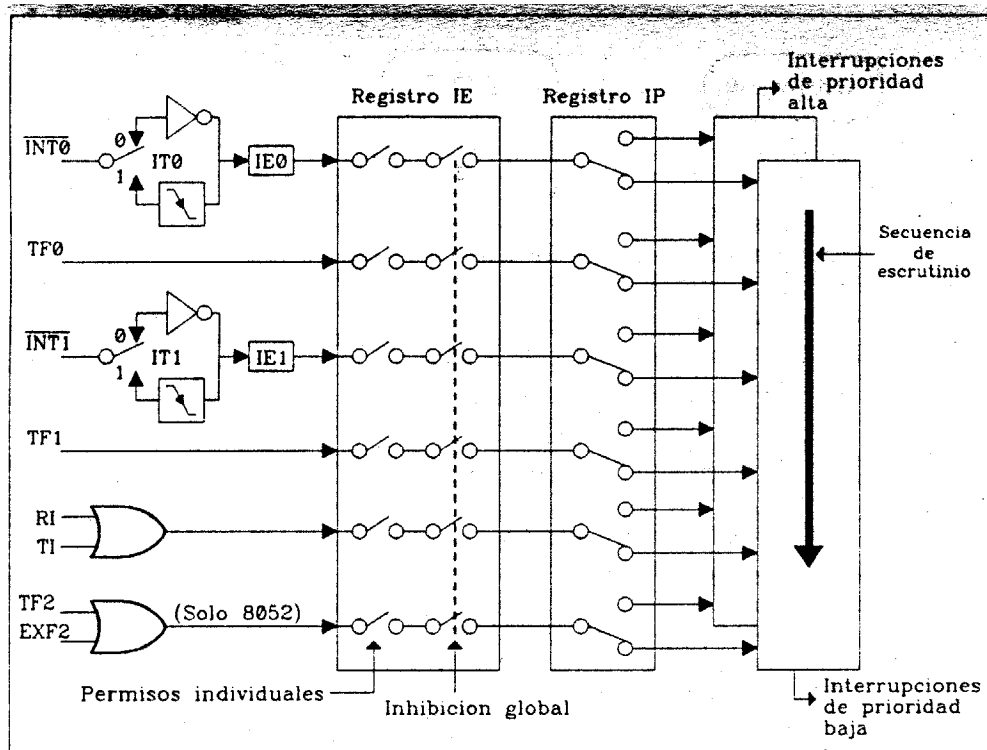 Interrupciones
de prioridad
alta
Registro IE
Registro IP
INT0
0
IT0
1
IE0
TF0
Secuencia
de
escrutinio
INT1
0
IT1
1
IE1
TF1
RI
TI
TF2
EXF2
(Solo 8052)
Permisos individuales
Inhibicion global
Interrupciones
de prioridad
baja